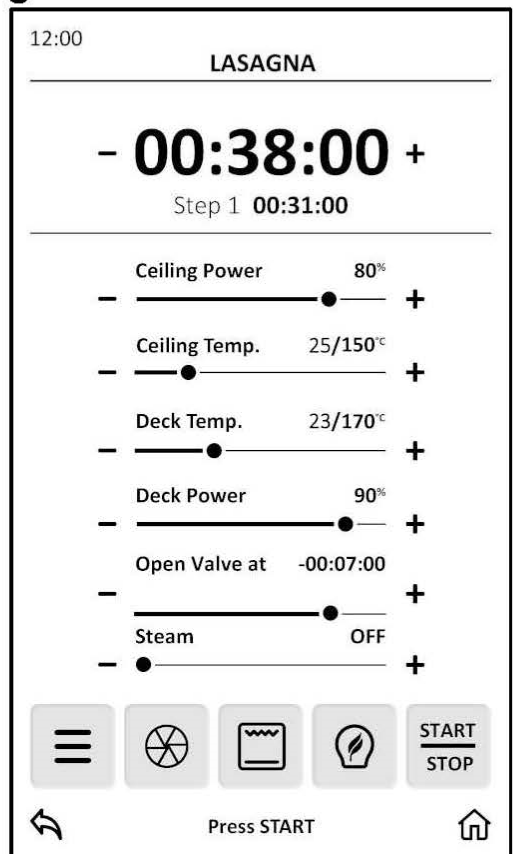 12:00
LASAGNA
- 00:38:00 +
Step 1 00:31:00
Ceiling Power 80%
- +
Ceiling Temp. 25/150°C
- +
Deck Temp. 23/170°C
- +
Deck Power 90%
- +
Open Valve at -00:07:00
- +
Steam OFF
- +
START
STOP
Press START